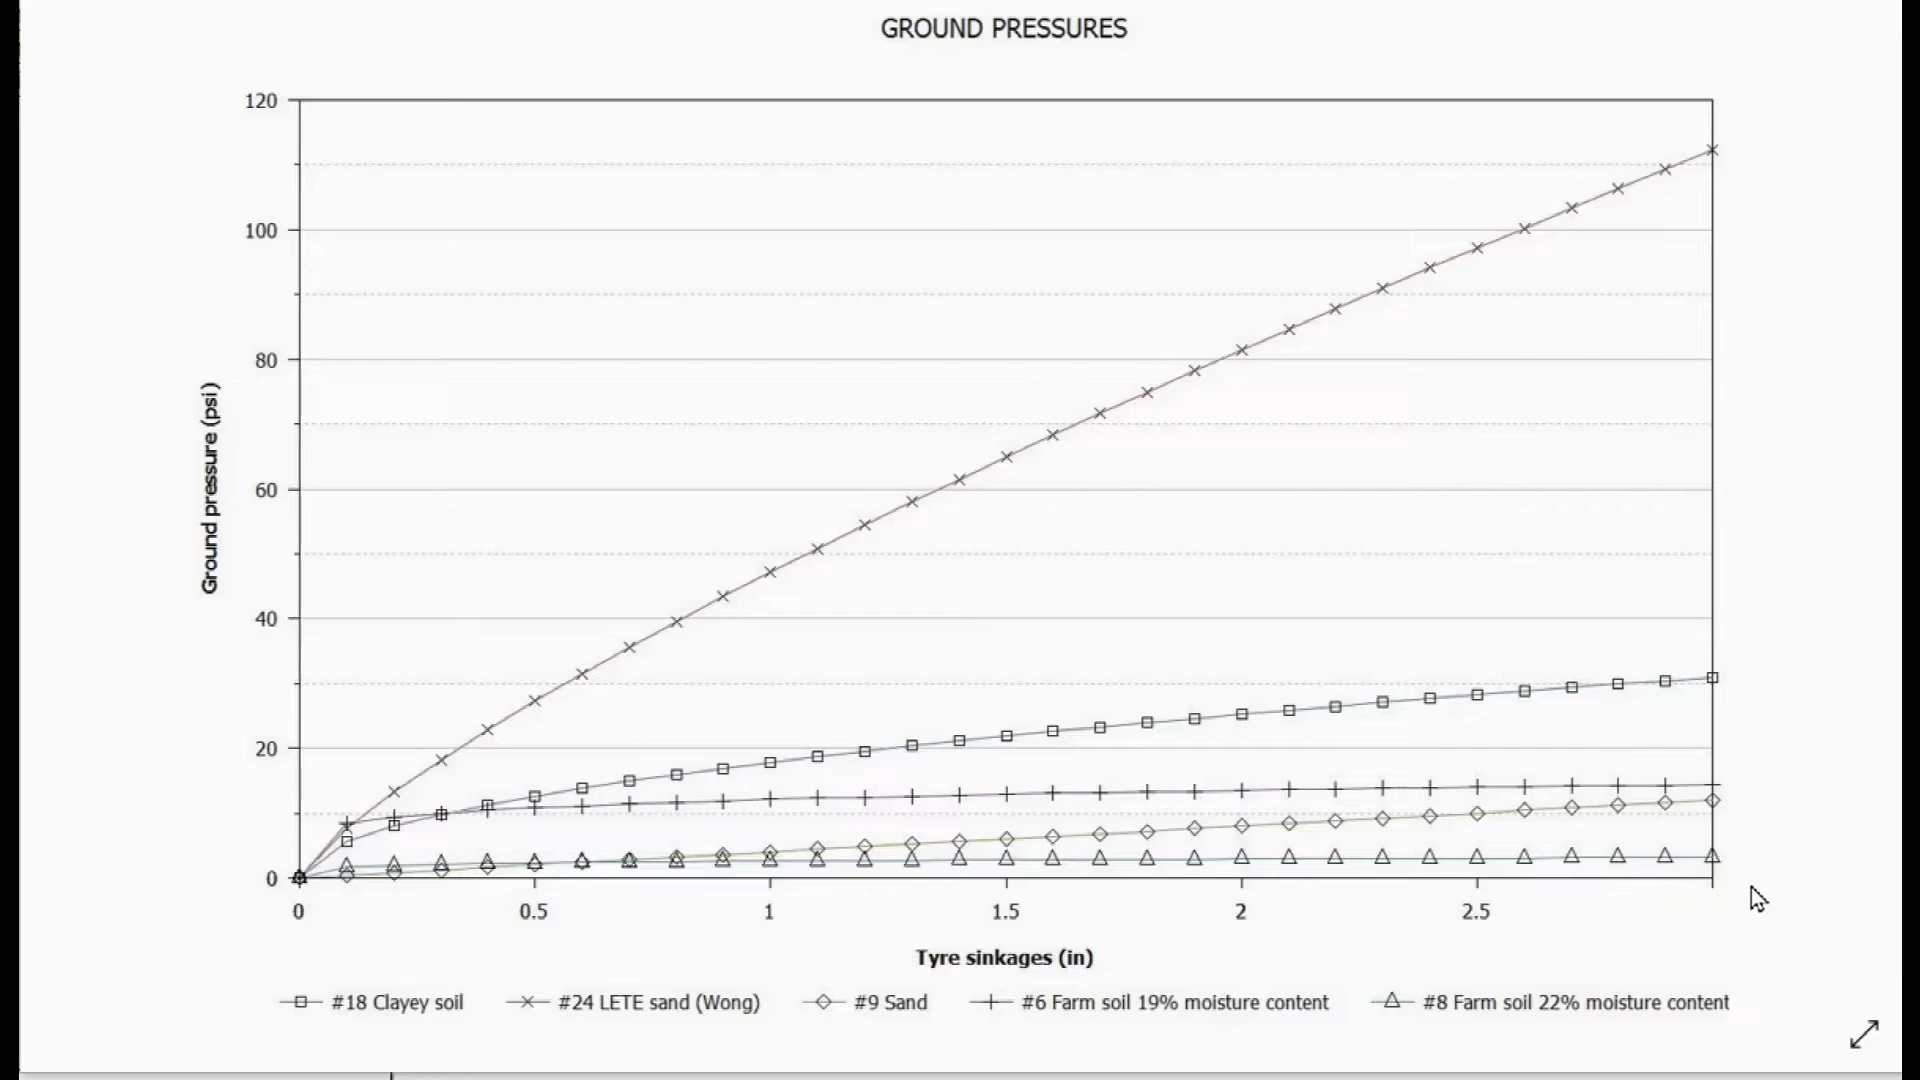 GROUND PRESSURES
120
100
80
60
40
20
0
Ground pressure (psi)
0 0.5 1 1.5 2 2.5
Tyre sinkages (in)
#18 Clayey soil #24 LETE sand (Wong) #9 Sand #6 Farm soil 19% moisture content #8 Farm soil 22% moisture content